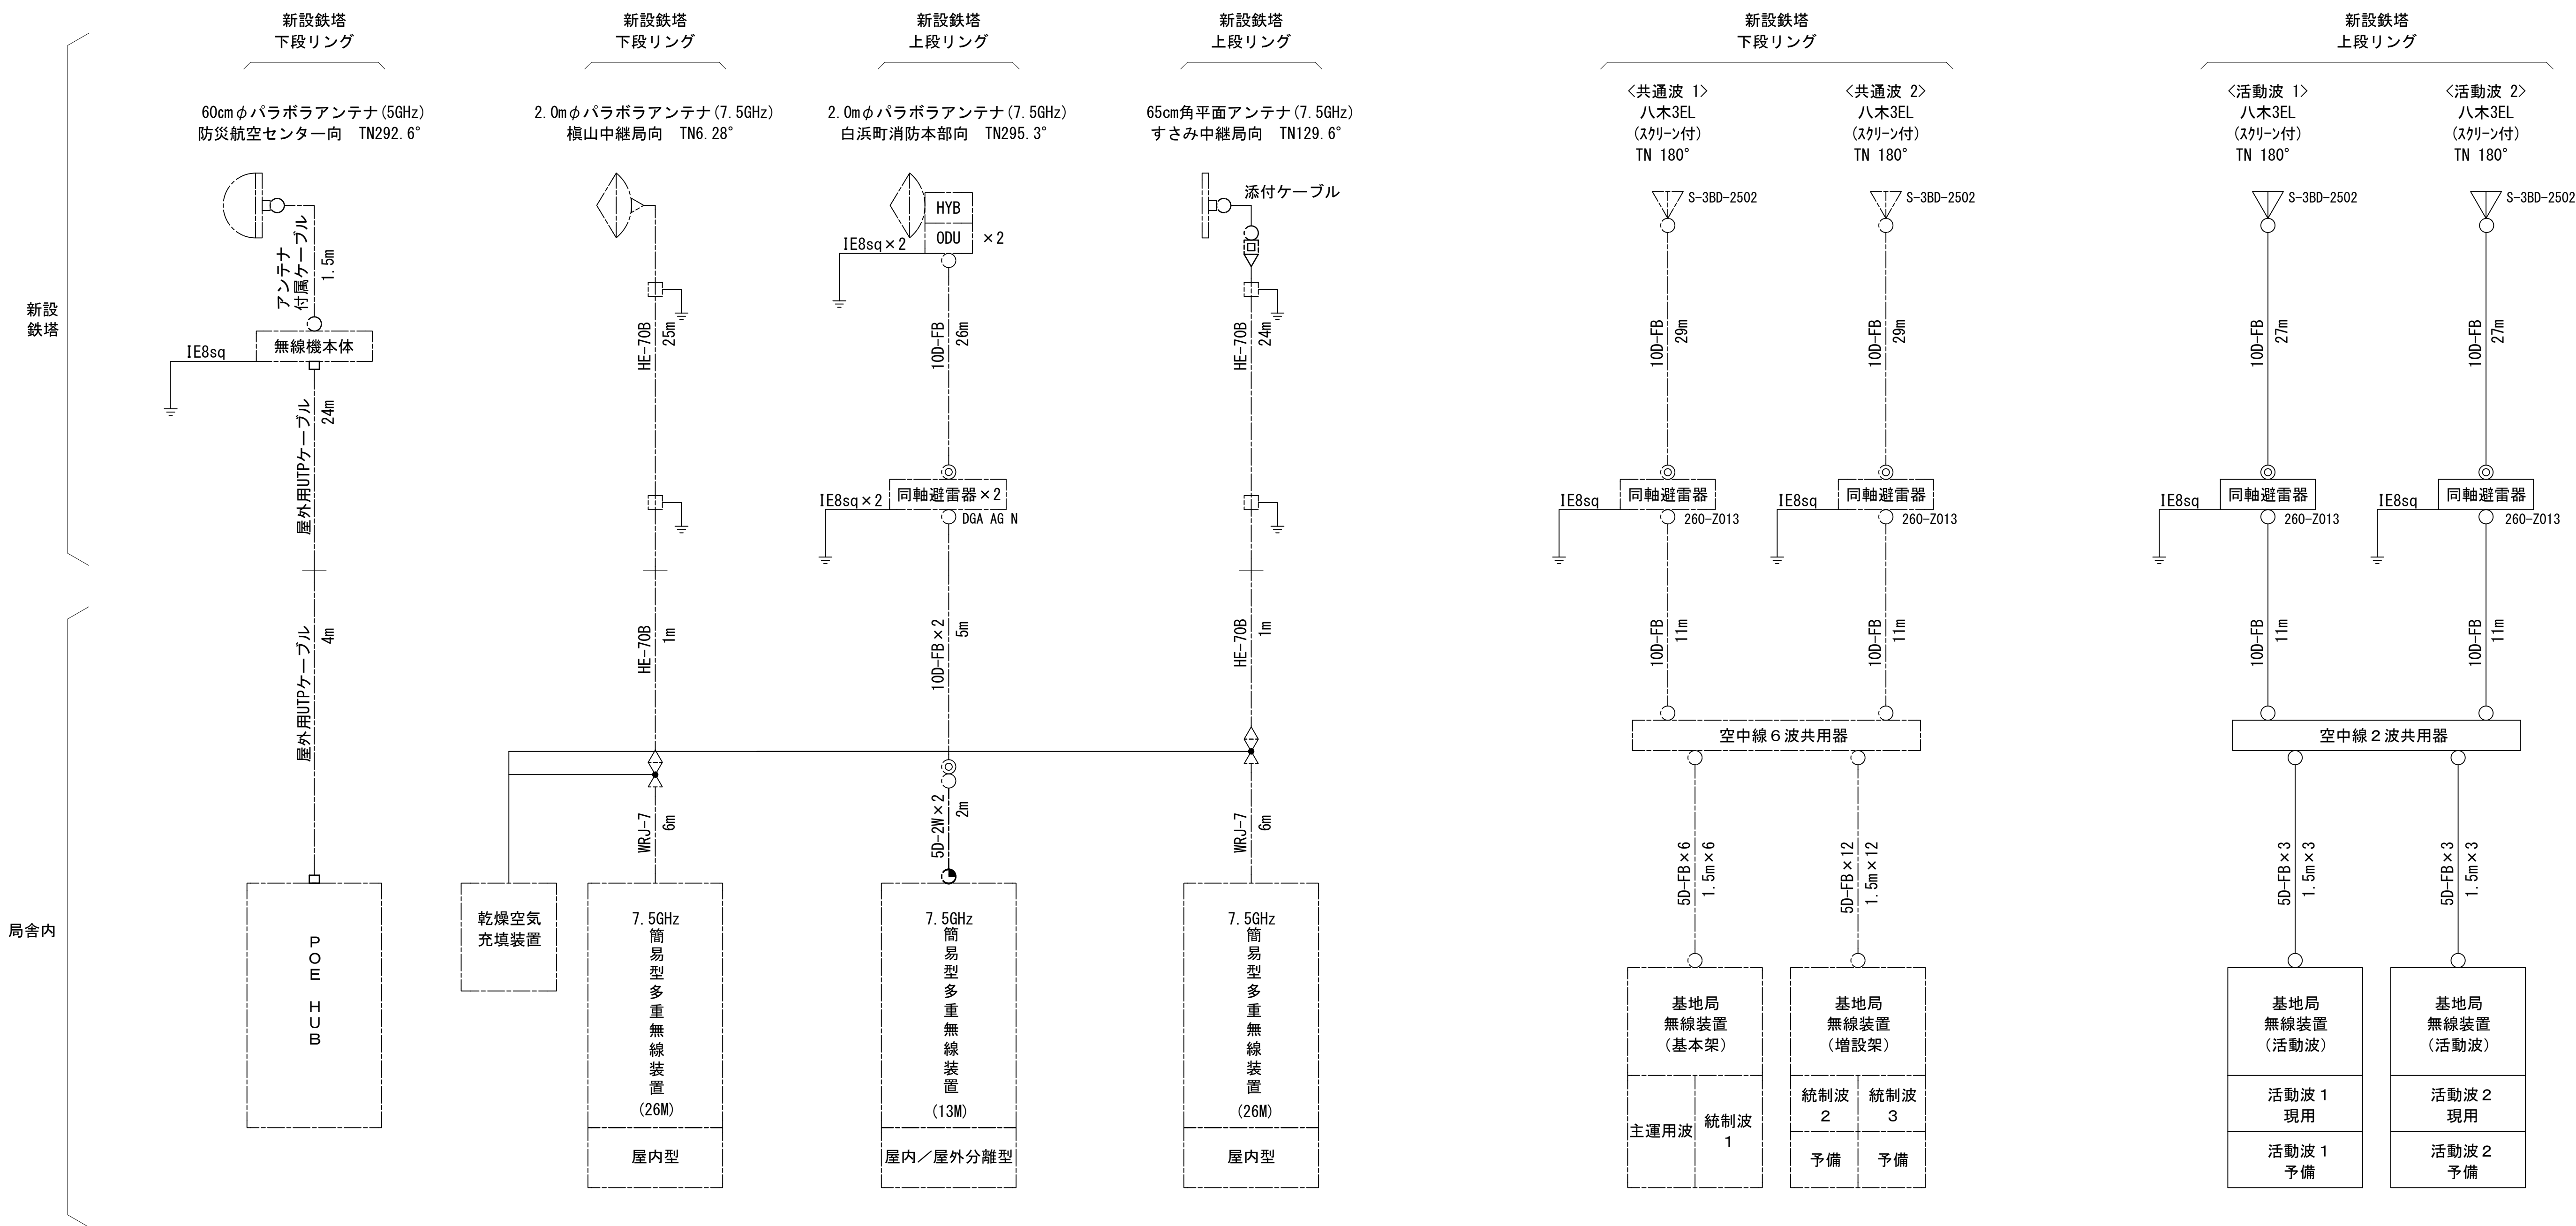 新設鉄塔
下段リング
新設鉄塔
下段リング
新設鉄塔
上段リング
新設鉄塔
上段リング
新設鉄塔
下段リング
新設鉄塔
上段リング
60cmφパラボラアンテナ(5GHz)
防災航空センター向 TN292.6°
2.0mφパラボラアンテナ(7.5GHz)
槇山中継局向 TN6.28°
2.0mφパラボラアンテナ(7.5GHz)
白浜町消防本部向 TN295.3°
65cm角平面アンテナ(7.5GHz)
すさみ中継局向 TN129.6°
<共通波 1>
八木3EL
(ｽｸﾘｰﾝ付)
TN 180°
<共通波 2>
八木3EL
(ｽｸﾘｰﾝ付)
TN 180°
<活動波 1>
八木3EL
(ｽｸﾘｰﾝ付)
TN 180°
<活動波 2>
八木3EL
(ｽｸﾘｰﾝ付)
TN 180°
新設
鉄塔
アンテナ
付属ケーブル
1.5m
無線機本体
IE8sq
屋外用UTPケーブル
24m
HE-70B
25m
HYB
ODU
×2
IE8sq×2
10D-FB
26m
IE8sq×2
同軸避雷器×2
DGA AG N
添付ケーブル
HE-70B
24m
S-3BD-2502
10D-FB
29m
IE8sq
同軸避雷器
260-Z013
S-3BD-2502
10D-FB
29m
IE8sq
同軸避雷器
260-Z013
S-3BD-2502
10D-FB
27m
IE8sq
同軸避雷器
260-Z013
S-3BD-2502
10D-FB
27m
IE8sq
同軸避雷器
260-Z013
局舎内
屋外用UTPケーブル
4m
POE HUB
乾燥空気
充填装置
HE-70B
1m
WRJ-7
6m
7.5GHz
簡易型多重無線装置
(26M)
屋内型
10D-FB×2
5m
5D-2W×2
2m
7.5GHz
簡易型多重無線装置
(13M)
屋内／屋外分離型
HE-70B
1m
WRJ-7
6m
7.5GHz
簡易型多重無線装置
(26M)
屋内型
10D-FB
11m
10D-FB
11m
空中線６波共用器
5D-FB×6
1.5m×6
5D-FB×12
1.5m×12
基地局
無線装置
(基本架)
主運用波
統制波
1
基地局
無線装置
(増設架)
統制波
2
統制波
3
予備
予備
10D-FB
11m
10D-FB
11m
空中線２波共用器
5D-FB×3
1.5m×3
5D-FB×3
1.5m×3
基地局
無線装置
(活動波)
活動波１
現用
活動波１
予備
基地局
無線装置
(活動波)
活動波２
現用
活動波２
予備